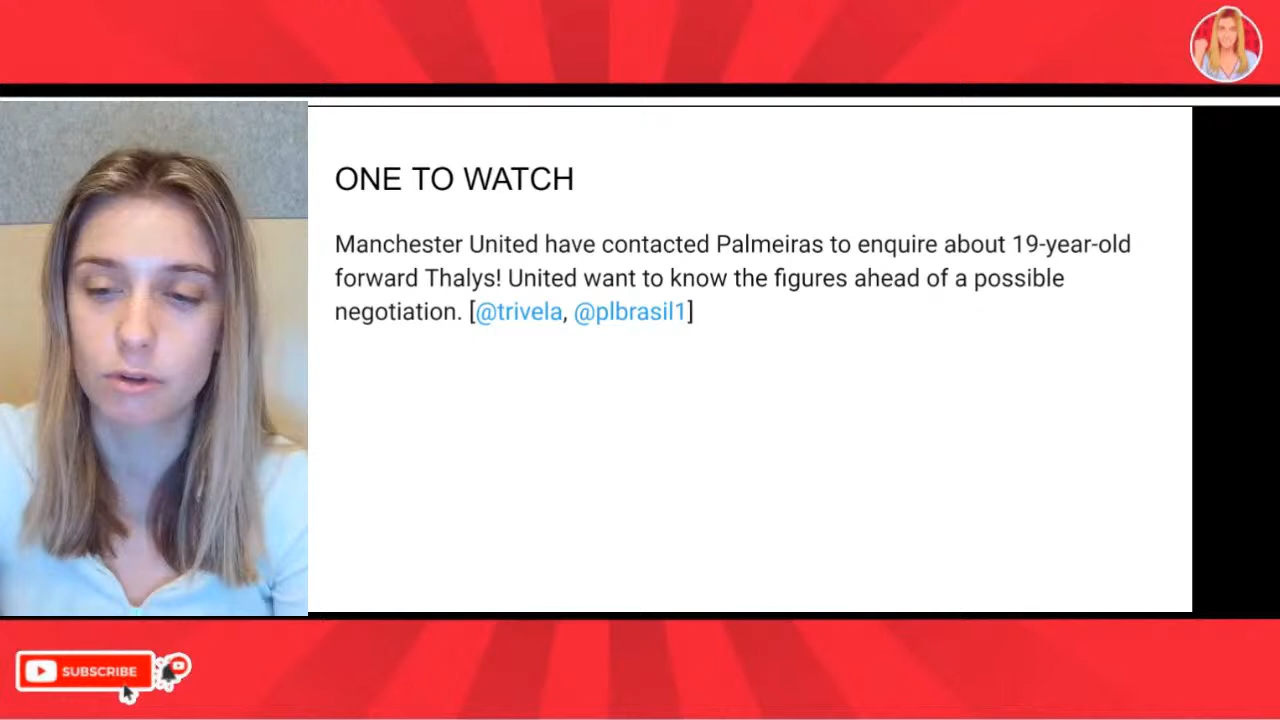 ONE TO WATCH
Manchester United have contacted Palmeiras to enquire about 19-year-old
forward Thalys! United want to know the figures ahead of a possible
negotiation. [@trivela, @plbrasil1]
SUBSCRIBE